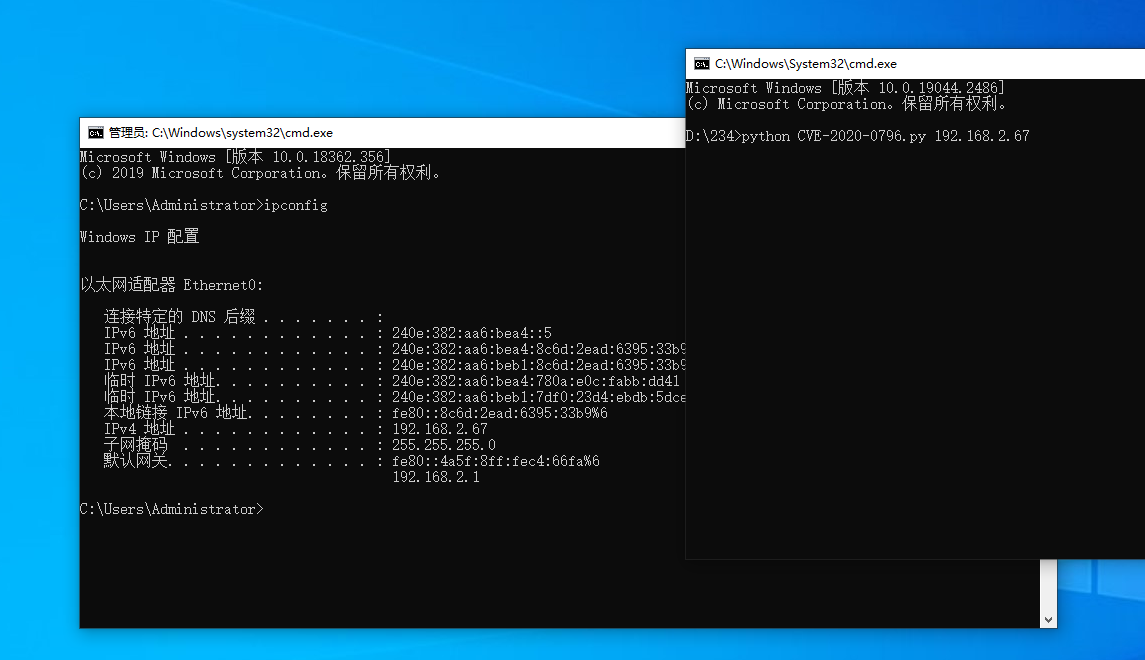 管理员: C:\Windows\system32\cmd.exe
Microsoft Windows [版本 10.0.18362.356]
(c) 2019 Microsoft Corporation。保留所有权利。
C:\Users\Administrator>ipconfig
Windows IP 配置
以太网适配器 Ethernet0:
连接特定的 DNS 后缀 . . . . . . . :
IPv6 地址 . . . . . . . . . . . . : 240e:382:aa6:bea4::5
IPv6 地址 . . . . . . . . . . . . : 240e:382:aa6:bea4:8c6d:2ead:6395:33b9
IPv6 地址 . . . . . . . . . . . . : 240e:382:aa6:beb1:8c6d:2ead:6395:33b9
临时 IPv6 地址. . . . . . . . . . : 240e:382:aa6:bea4:780a:e0c:fabb:dd41
临时 IPv6 地址. . . . . . . . . . : 240e:382:aa6:beb1:7df0:23d4:ebdb:5dce
本地链接 IPv6 地址. . . . . . . . : fe80::8c6d:2ead:6395:33b9%6
IPv4 地址 . . . . . . . . . . . . : 192.168.2.67
子网掩码  . . . . . . . . . . . . : 255.255.255.0
默认网关. . . . . . . . . . . . . : fe80::4a5f:8ff:fec4:66fa%6
192.168.2.1
C:\Users\Administrator>
C:\Windows\System32\cmd.exe
Microsoft Windows [版本 10.0.19044.2486]
(c) Microsoft Corporation。保留所有权利。
D:\234>python CVE-2020-0796.py 192.168.2.67